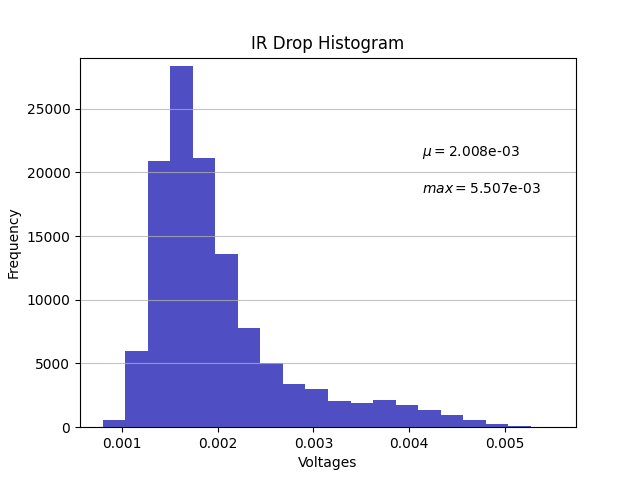 IR Drop Histogram
Frequency
25000
20000
15000
10000
5000
0
μ = 2.008e-03
max = 5.507e-03
0.001 0.002 0.003 0.004 0.005
Voltages